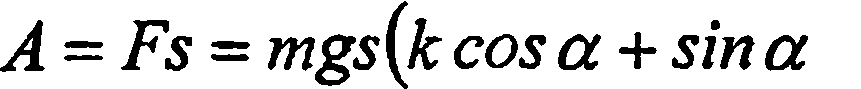 A = Fs = mgs(k cos α + sin α